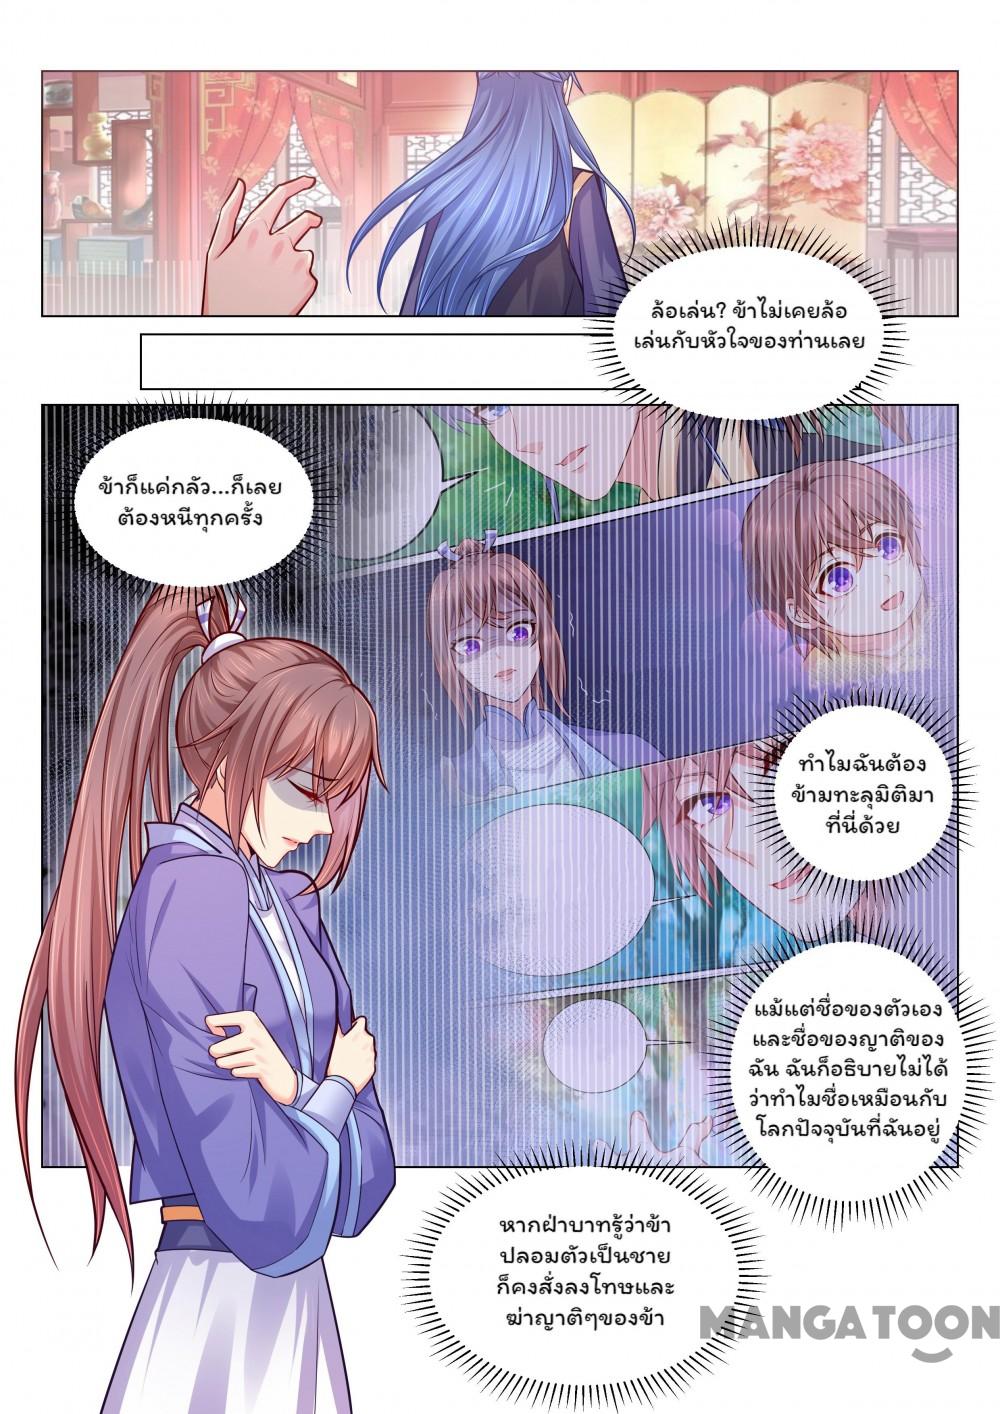 ล้อเล่น? ข้าไม่เคยล้อ
เล่นกับหัวใจของท่านเลย
ข้าก็แค่กลัว...ก็เลย
ต้องหนีทุกครั้ง
ทำไมฉันต้อง
ข้ามทะลุมิติมา
ที่นี่ด้วย
แม้แต่ชื่อของตัวเอง
และชื่อของญาติของ
ฉัน ฉันก็อธิบายไม่ได้
ว่าทำไมชื่อเหมือนกับ
โลกปัจจุบันที่ฉันอยู่
หากฝ่าบาทรู้ว่าข้า
ปลอมตัวเป็นชาย
ก็คงสั่งลงโทษและ
ฆ่าญาติๆของข้า
MANGATOON
@MANGATOON